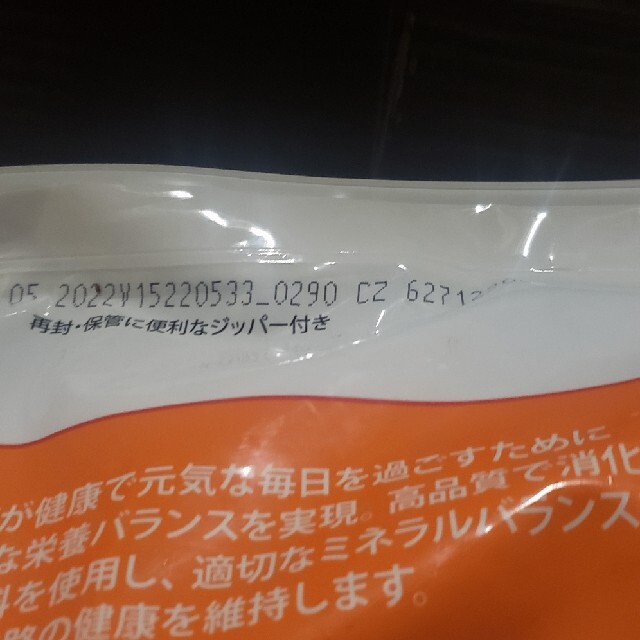 05 2022V15220533_0290 CZ 6271
再封・保管に便利なジッパー付き
が健康で元気な毎日を過ごすために
な栄養バランスを実現。高品質で消化
を使用し、適切なミネラルバランス
の健康を維持します。